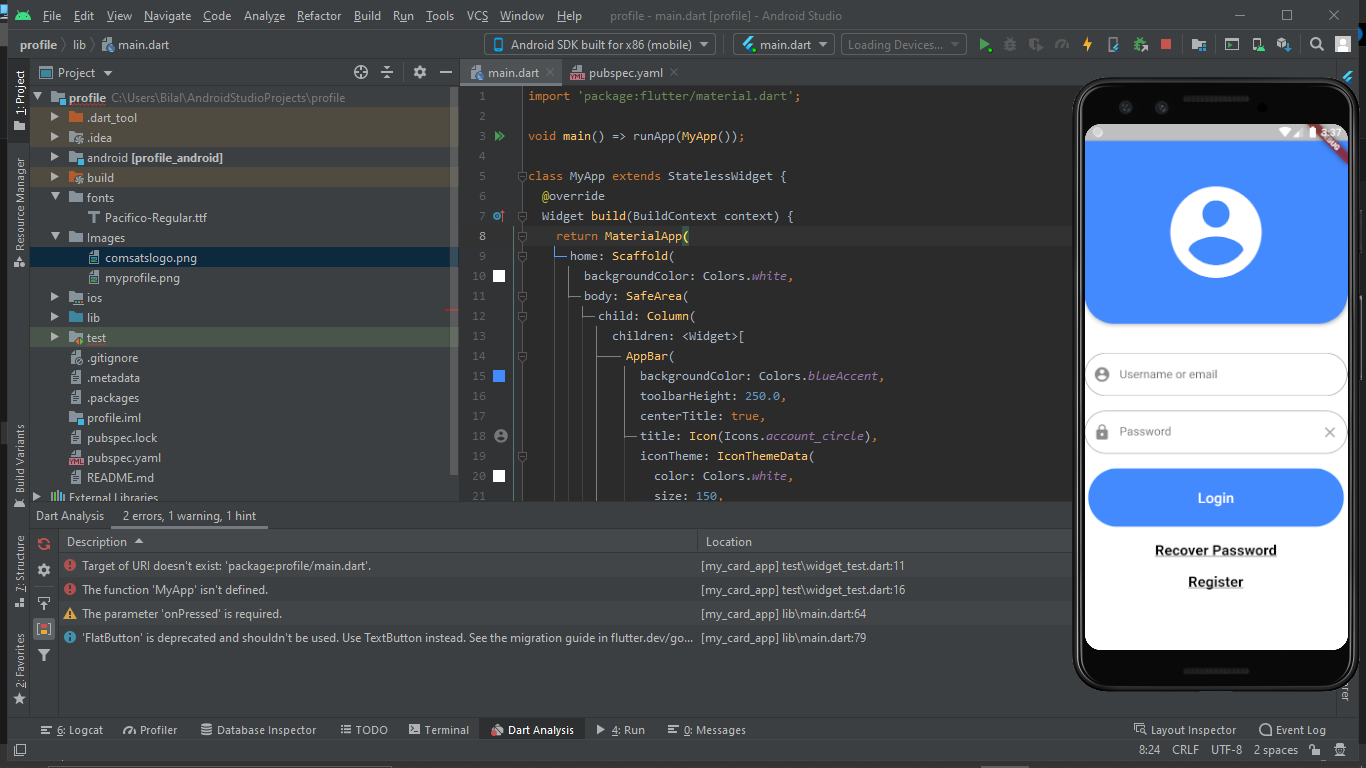 File Edit View Navigate Code Analyze Refactor Build Run Tools VCS Window Help profile - main.dart [profile] - Android Studio
profile lib main.dart Android SDK built for x86 (mobile) main.dart Loading Devices...
1: Project
Resource Manager
Build Variants
7: Structure
2: Favorites
Project
profile C:\Users\Bilal\AndroidStudioProjects\profile
.dart_tool
.idea
android [profile_android]
build
fonts
Pacifico-Regular.ttf
Images
comsatslogo.png
myprofile.png
ios
lib
test
.gitignore
.metadata
.packages
profile.iml
pubspec.lock
pubspec.yaml
README.md
External Libraries
main.dart pubspec.yaml
1 import 'package:flutter/material.dart';
2
3 void main() => runApp(MyApp());
4
5 class MyApp extends StatelessWidget {
6 @override
7 Widget build(BuildContext context) {
8 return MaterialApp(
9 home: Scaffold(
10 backgroundColor: Colors.white,
11 body: SafeArea(
12 child: Column(
13 children: <Widget>[
14 AppBar(
15 backgroundColor: Colors.blueAccent,
16 toolbarHeight: 250.0,
17 centerTitle: true,
18 title: Icon(Icons.account_circle),
19 iconTheme: IconThemeData(
20 color: Colors.white,
21 size: 150,
3:37
Username or email
Password
Login
Recover Password
Register
Dart Analysis 2 errors, 1 warning, 1 hint
Description Location
Target of URI doesn't exist: 'package:profile/main.dart'. [my_card_app] test\widget_test.dart:11
The function 'MyApp' isn't defined. [my_card_app] test\widget_test.dart:16
The parameter 'onPressed' is required. [my_card_app] lib\main.dart:64
'FlatButton' is deprecated and shouldn't be used. Use TextButton instead. See the migration guide in flutter.dev/go... [my_card_app] lib\main.dart:79
6: Logcat Profiler Database Inspector TODO Terminal Dart Analysis 4: Run 0: Messages Layout Inspector Event Log
8:24 CRLF UTF-8 2 spaces